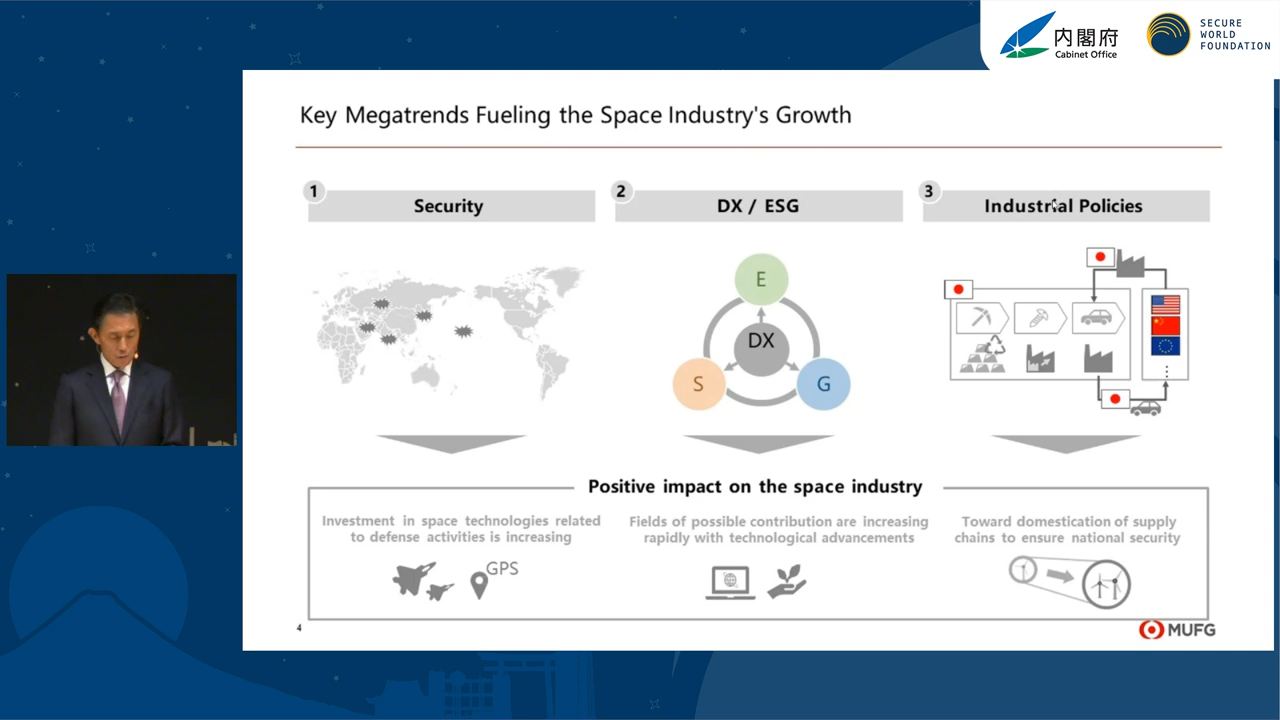 内閣府
Cabinet Office
SECURE
WORLD
FOUNDATION
Key Megatrends Fueling the Space Industry's Growth
1
Security
2
DX / ESG
3
Industrial Policies
E
DX
S
G
Positive impact on the space industry
Investment in space technologies related
to defense activities is increasing
GPS
Fields of possible contribution are increasing
rapidly with technological advancements
Toward domestication of supply
chains to ensure national security
4
MUFG